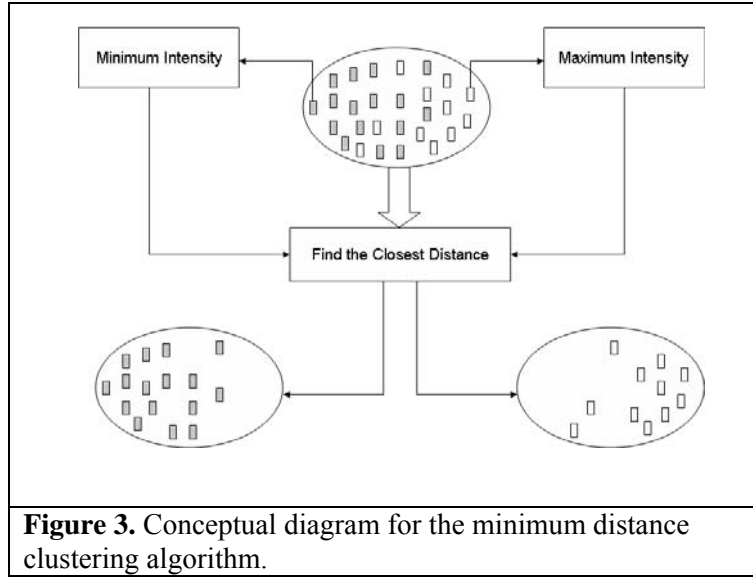 Minimum Intensity
Maximum Intensity
Find the Closest Distance
Figure 3. Conceptual diagram for the minimum distance
clustering algorithm.